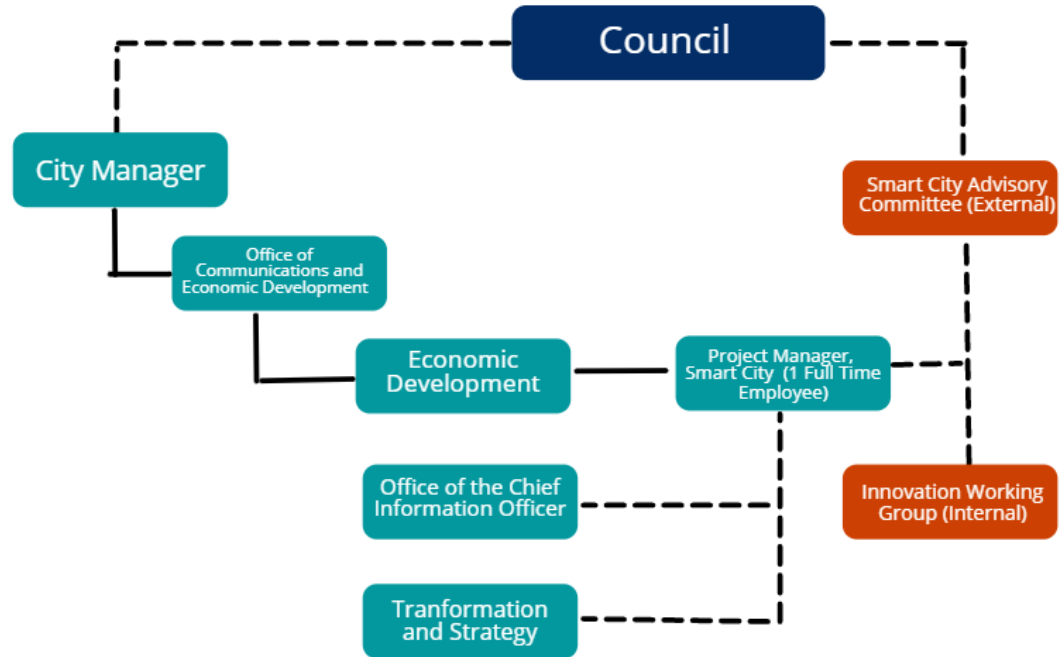 Council
City Manager
Smart City Advisory
Committee (External)
Office of
Communications and
Economic Development
Economic
Development
Project Manager,
Smart City (1 Full Time
Employee)
Office of the Chief
Information Officer
Innovation Working
Group (Internal)
Tranformation
and Strategy